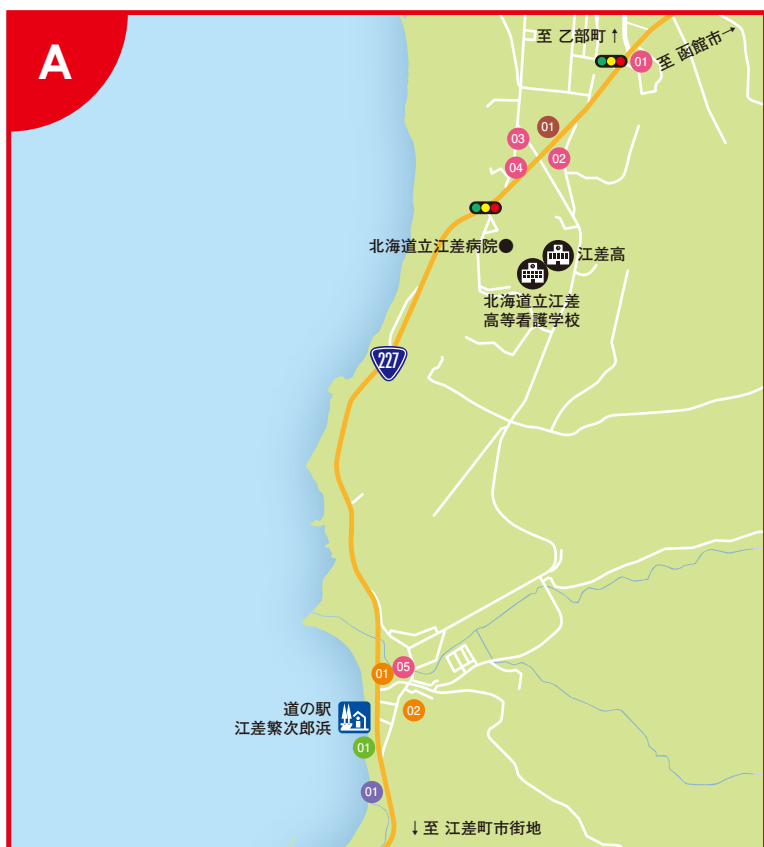 A
至 乙部町↑
至 函館市→
01
01
03
02
04
北海道立江差病院
江差高
北海道立江差
高等看護学校
227
05
01
02
道の駅
江差繁次郎浜
01
01
↓至 江差町市街地